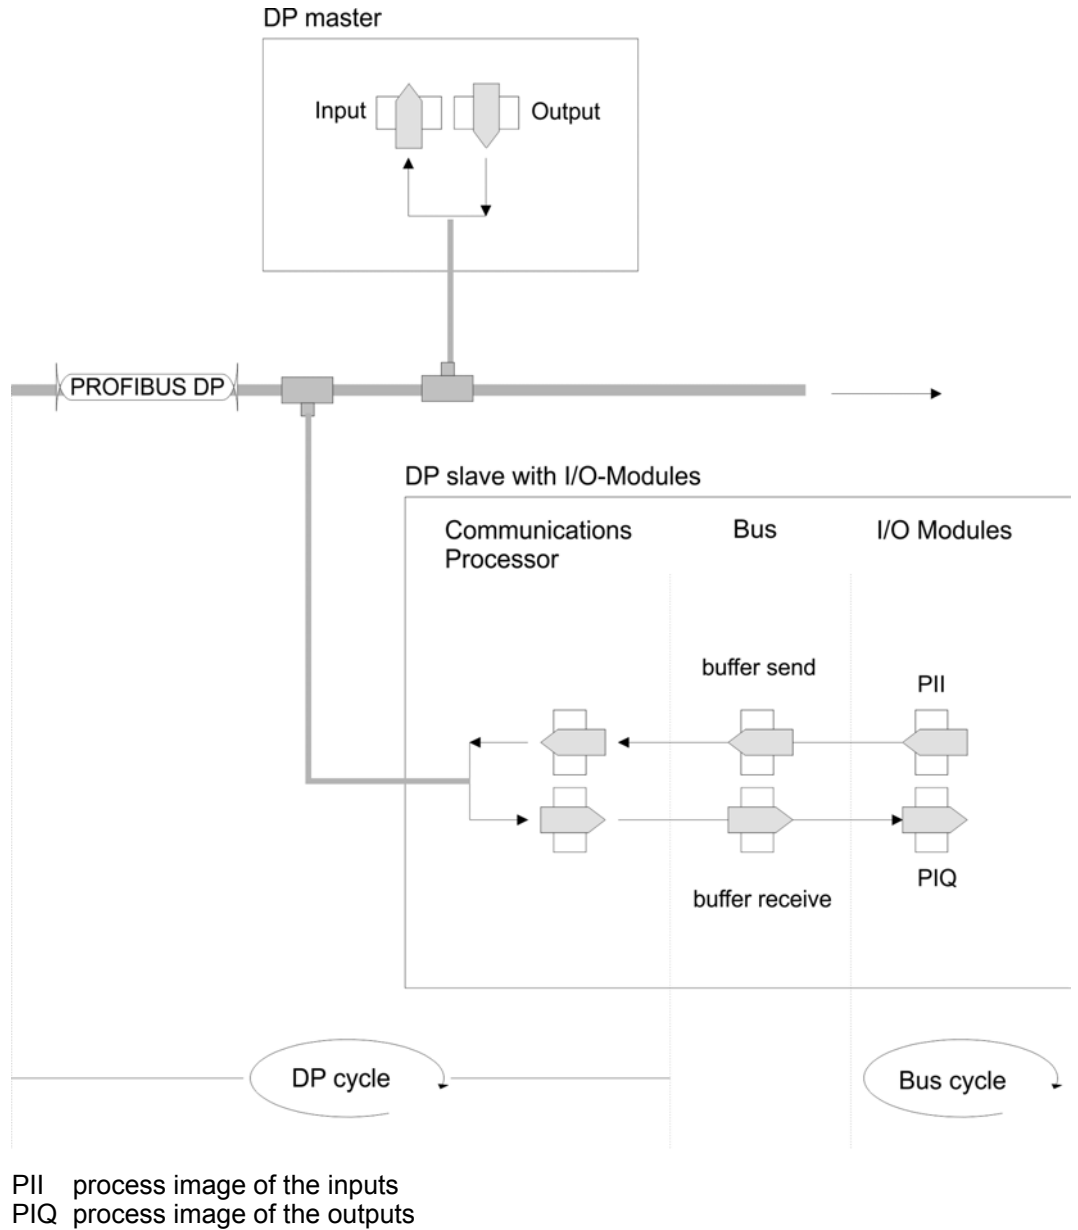 DP master
Input
Output
PROFIBUS DP
DP slave with I/O-Modules
Communications
Processor
Bus
I/O Modules
buffer send
PII
buffer receive
PIQ
DP cycle
Bus cycle
PII process image of the inputs
PIQ process image of the outputs